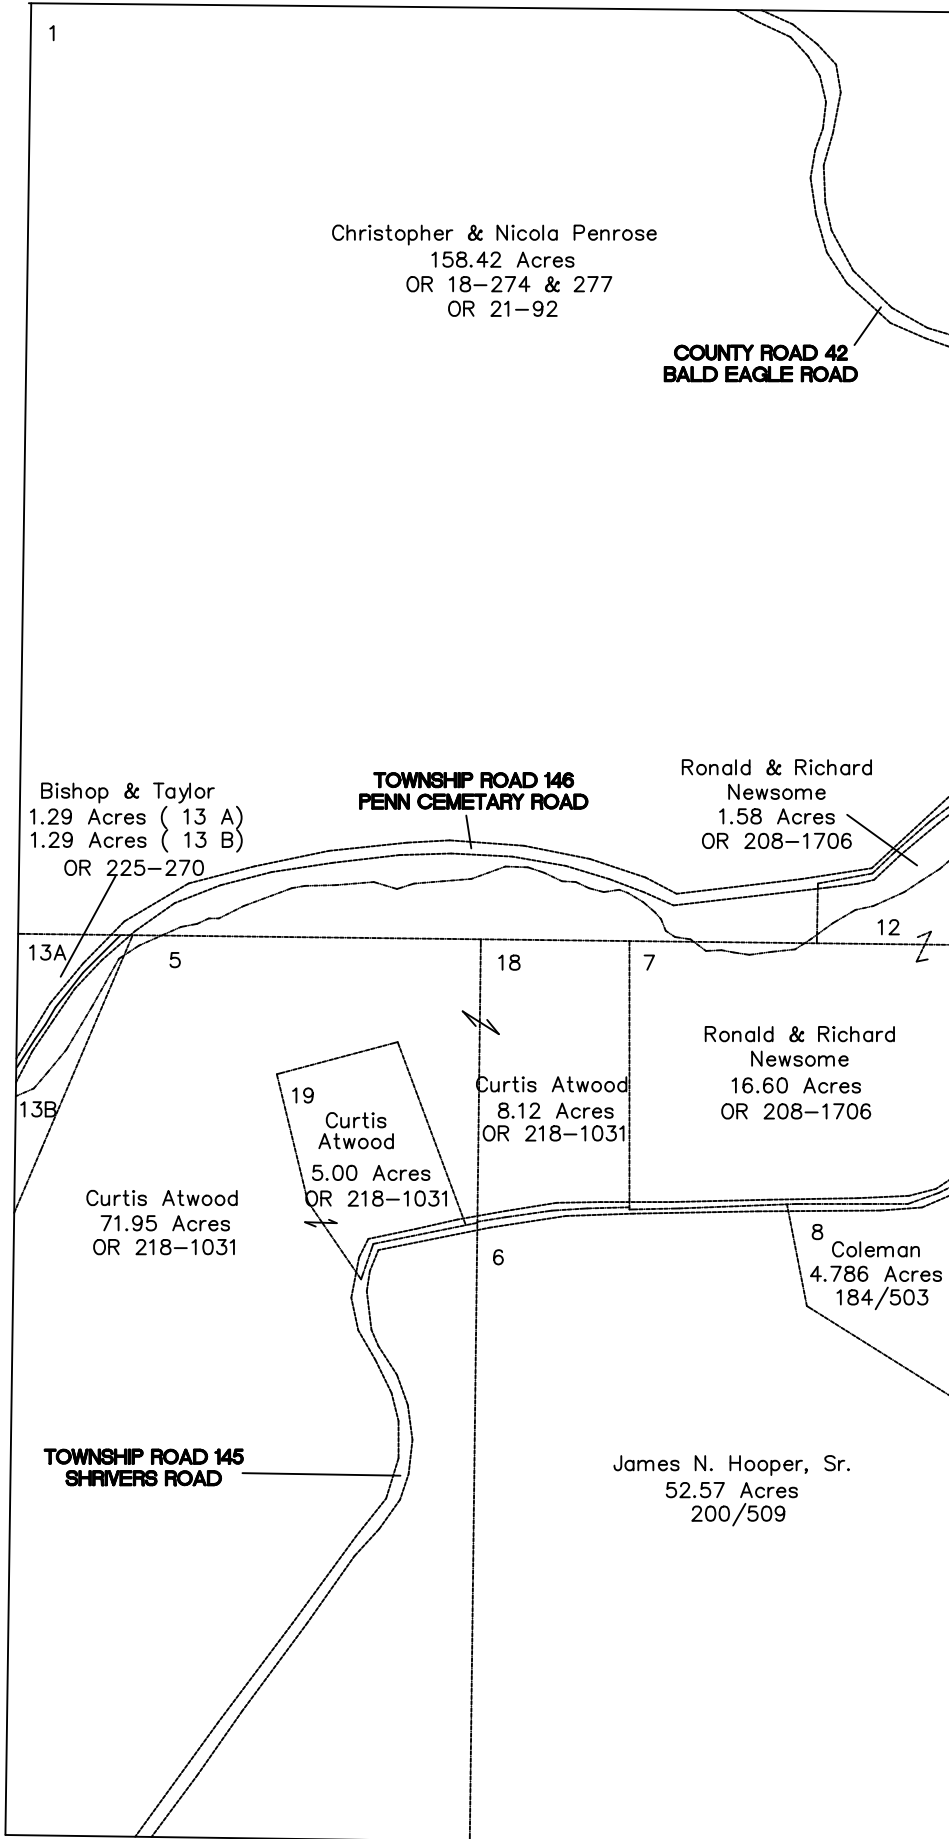 1
Christopher & Nicola Penrose
158.42 Acres
OR 18-274 & 277
OR 21-92
COUNTY ROAD 42
BALD EAGLE ROAD
Bishop & Taylor
1.29 Acres ( 13 A)
1.29 Acres ( 13 B)
OR 225-270
TOWNSHIP ROAD 146
PENN CEMETARY ROAD
Ronald & Richard
Newsome
1.58 Acres
OR 208-1706
12
13A
5
18
7
Ronald & Richard
Newsome
16.60 Acres
OR 208-1706
Curtis Atwood
8.12 Acres
OR 218-1031
19
Curtis
Atwood
5.00 Acres
OR 218-1031
13B
Curtis Atwood
71.95 Acres
OR 218-1031
6
8
Coleman
4.786 Acres
184/503
TOWNSHIP ROAD 145
SHRIVERS ROAD
James N. Hooper, Sr.
52.57 Acres
200/509